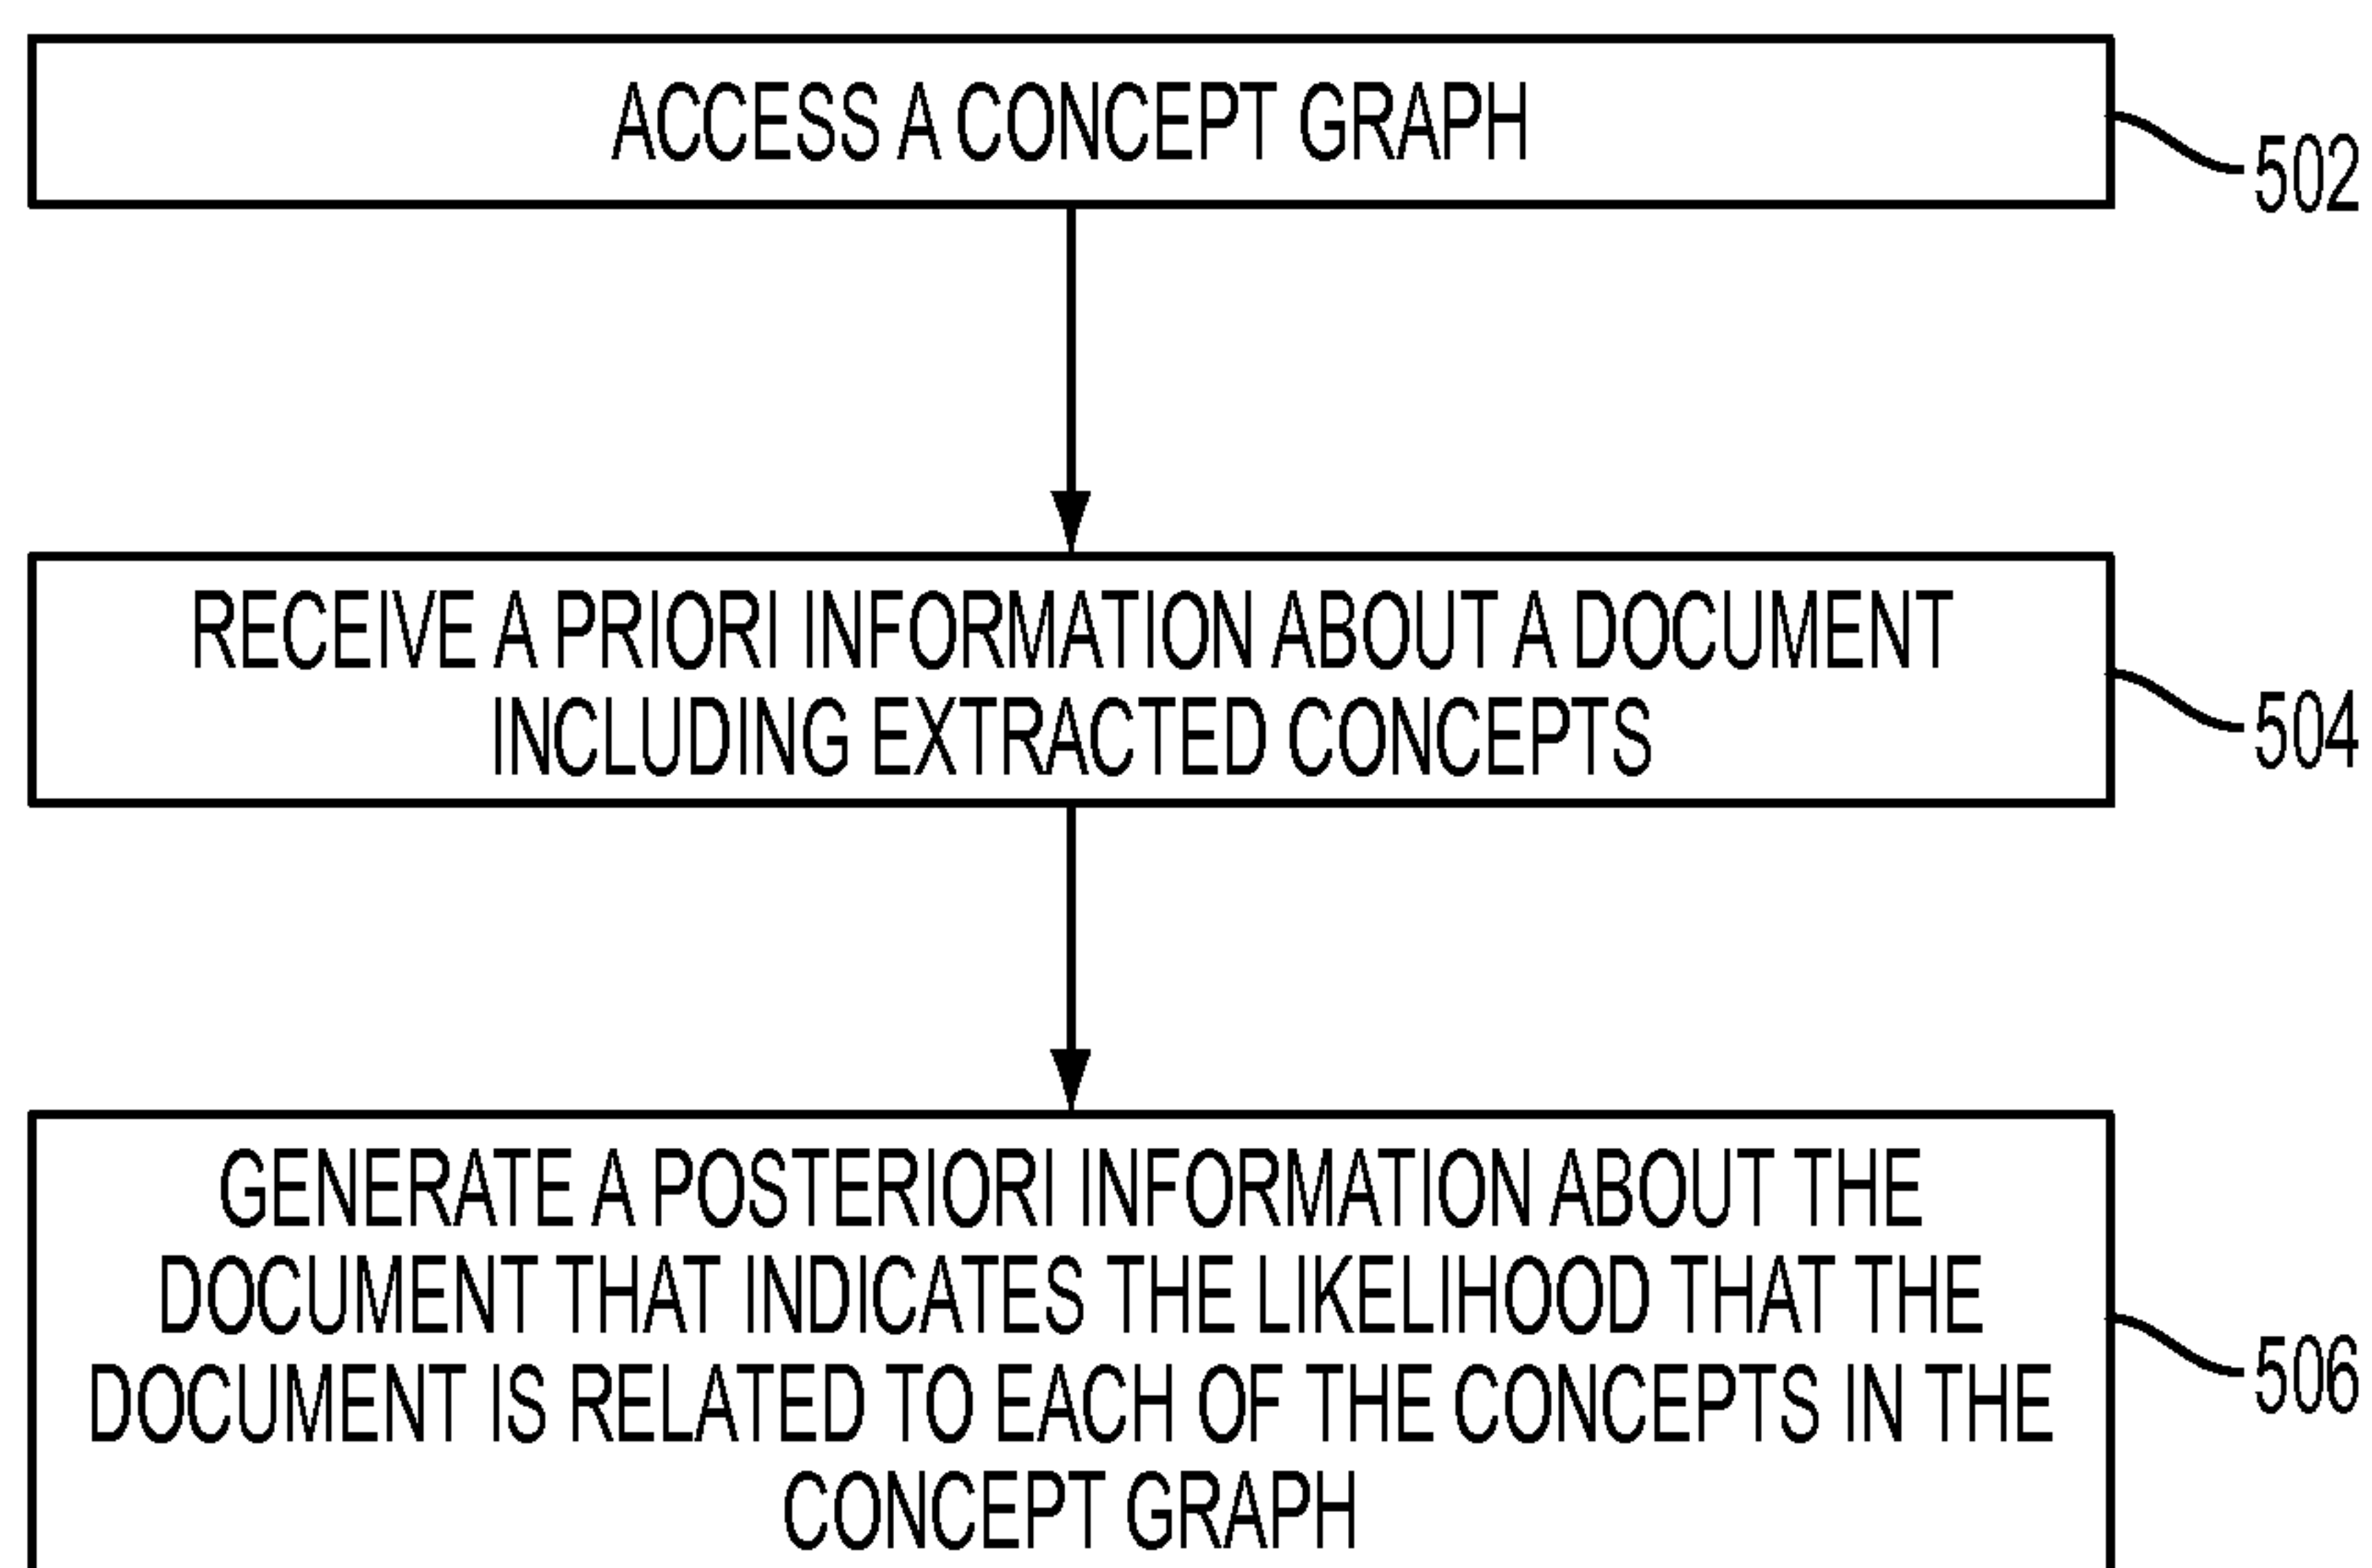 ACCESS A CONCEPT GRAPH
502
RECEIVE A PRIORI INFORMATION ABOUT A DOCUMENT
INCLUDING EXTRACTED CONCEPTS
504
GENERATE A POSTERIORI INFORMATION ABOUT THE
DOCUMENT THAT INDICATES THE LIKELIHOOD THAT THE
DOCUMENT IS RELATED TO EACH OF THE CONCEPTS IN THE
CONCEPT GRAPH
506